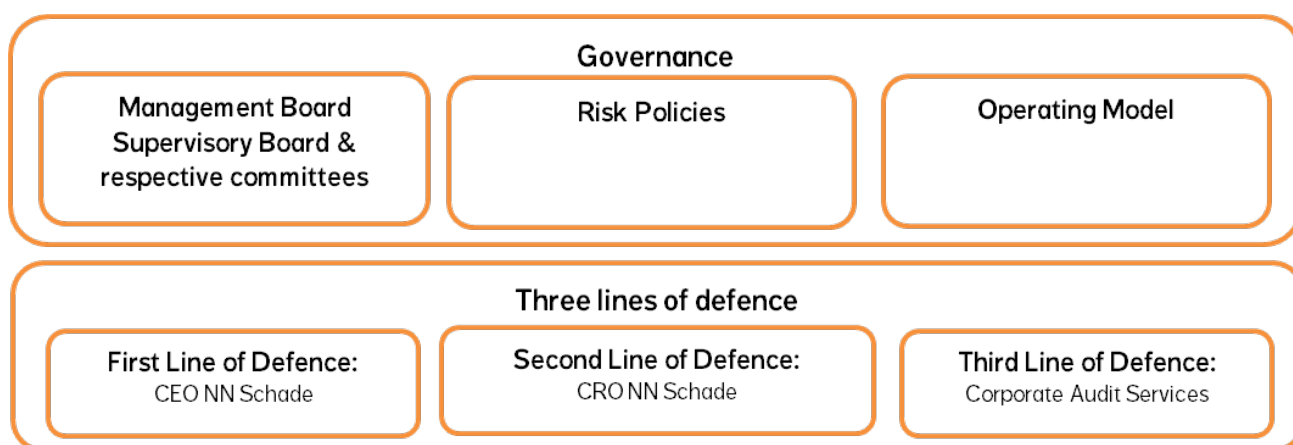 Governance
Management Board
Supervisory Board &
respective committees
Risk Policies
Operating Model
Three lines of defence
First Line of Defence:
CEO NN Schade
Second Line of Defence:
CRO NN Schade
Third Line of Defence:
Corporate Audit Services